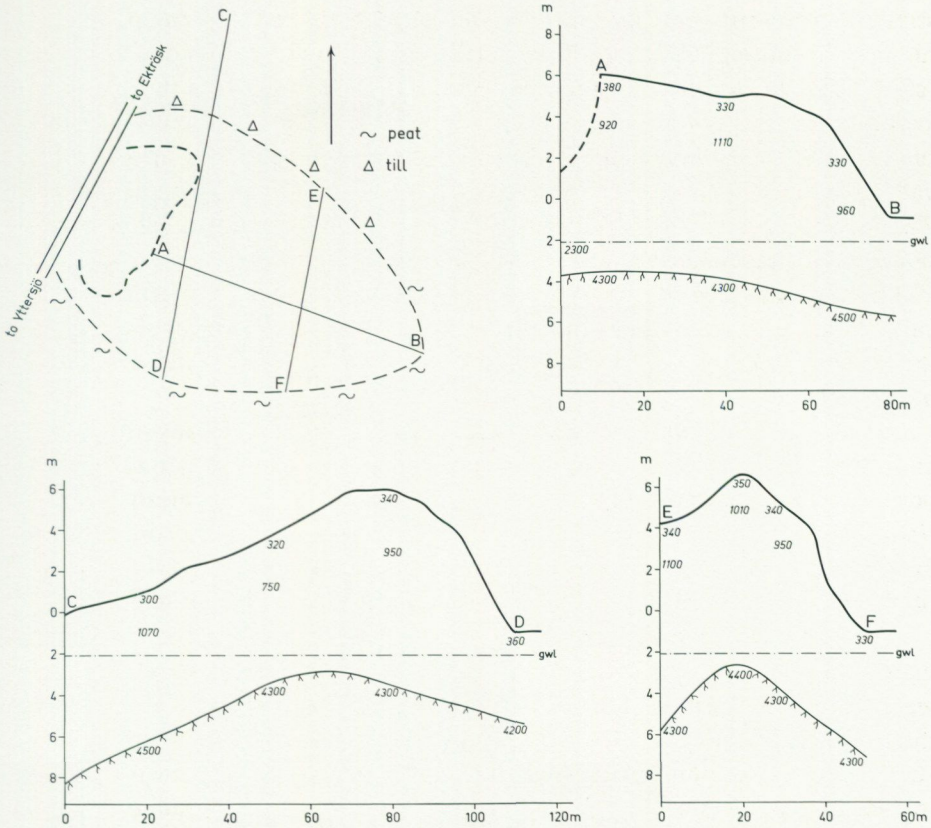 C
to Ekträsk
~ peat
△ till
E
A
to Yttersjö
B
D
F
m
8
6
4
2
0
2
4
6
8
A
380
920
330
1110
330
960
B
gwl
2300
4300
4300
4500
0
20
40
60
80m
m
6
4
2
0
2
4
6
8
C
300
1070
320
750
340
950
D
360
gwl
4500
4300
4300
4200
0
20
40
60
80
100
120m
m
6
4
2
0
2
4
6
8
E
340
1100
350
1010
340
950
F
330
gwl
4300
4400
4300
4300
0
20
40
60m